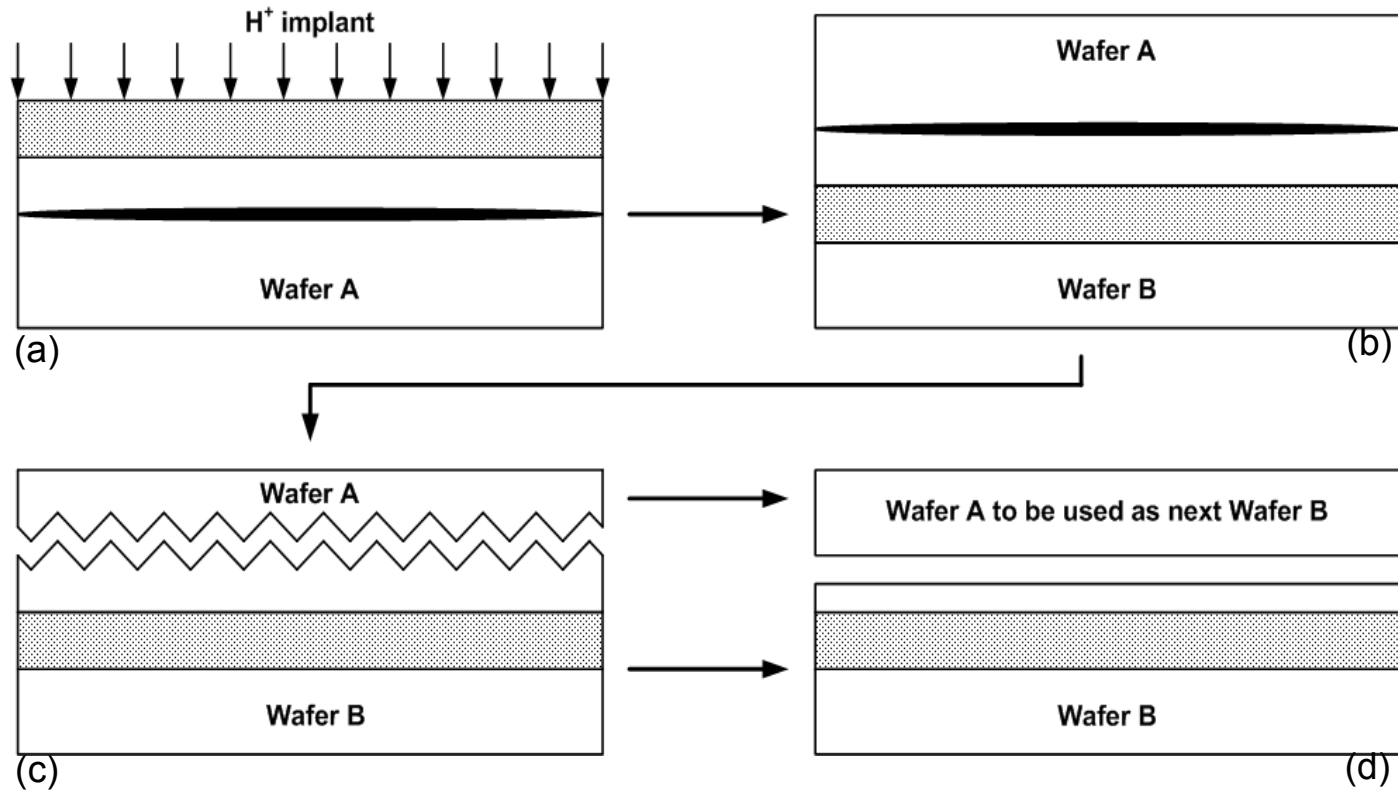 H⁺ implant
Wafer A
(a)
Wafer A
Wafer B
(b)
Wafer A
Wafer B
(c)
Wafer A to be used as next Wafer B
Wafer B
(d)